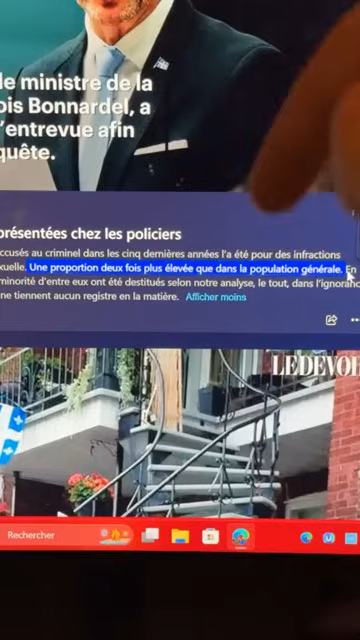 le ministre de la
ois Bonnardel, a
'entrevue afin
quête.
présentées chez les policiers
ccusés au criminel dans les cinq dernières années l'a été pour des infractions
xuelle. Une proportion deux fois plus élevée que dans la population générale. En
minorité d'entre eux ont été destitués selon notre analyse, le tout, dans l'ignoranc
ne tiennent aucun registre en la matière. Afficher moins
LEDEVOI
Rechercher